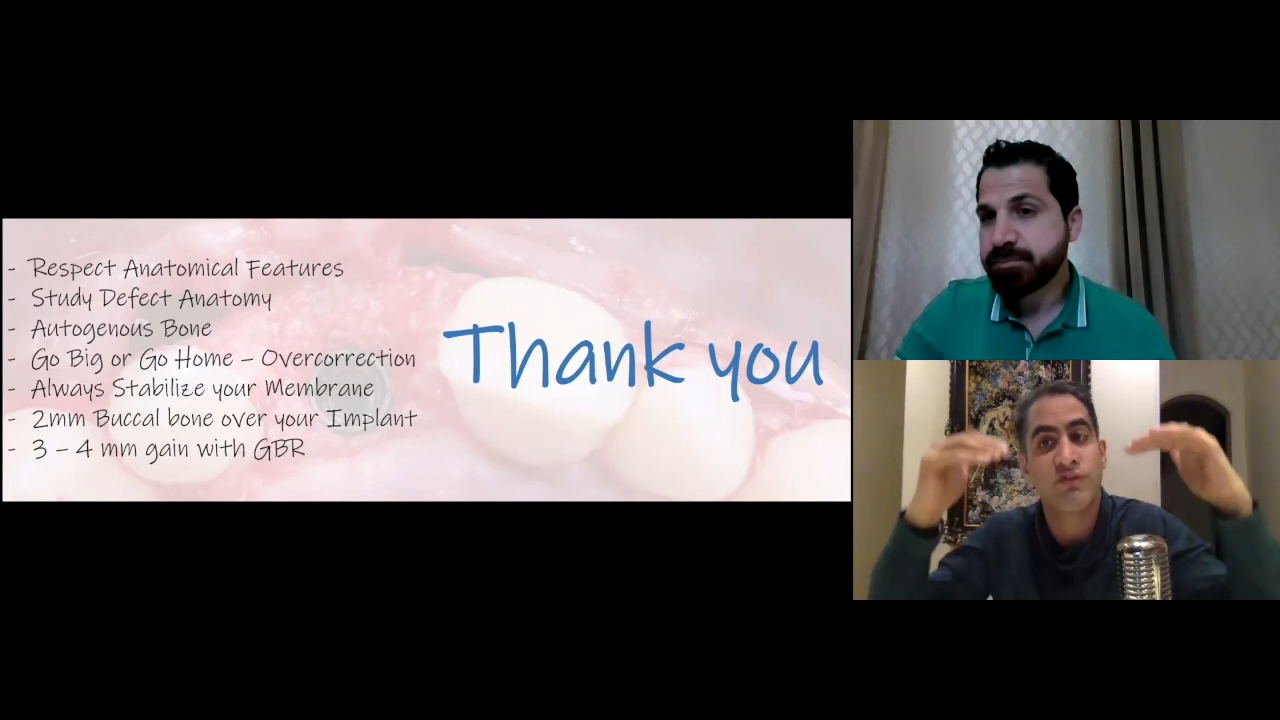 - Respect Anatomical Features
- Study Defect Anatomy
- Autogenous Bone
- Go Big or Go Home – Overcorrection
- Always Stabilize your Membrane
- 2mm Buccal bone over your Implant
- 3 – 4 mm gain with GBR
Thank you